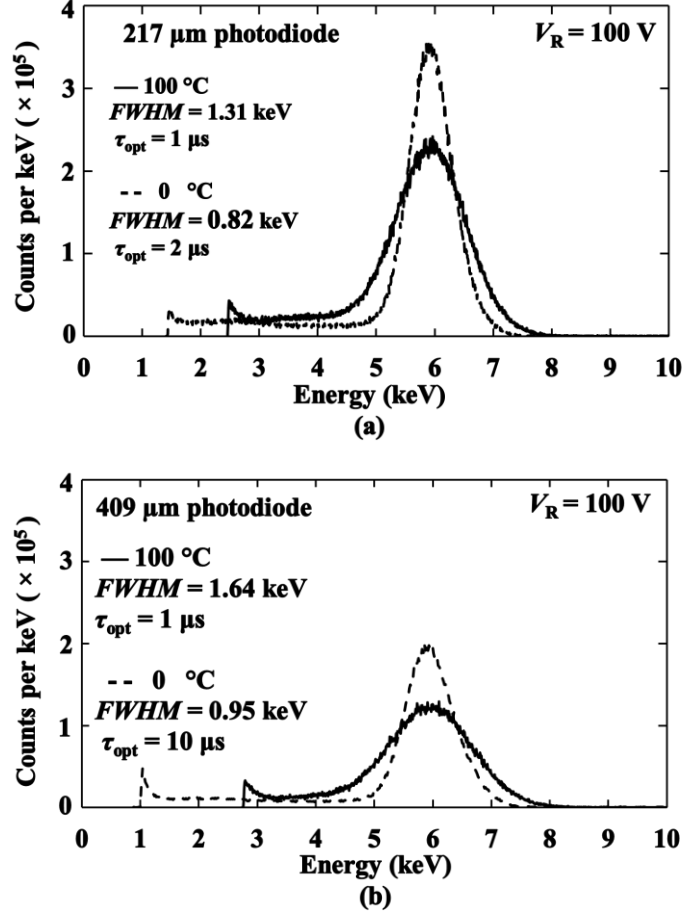 217 μm photodiode
V_R = 100 V
— 100 °C
FWHM = 1.31 keV
τ_opt = 1 μs
-- 0 °C
FWHM = 0.82 keV
τ_opt = 2 μs
Counts per keV ( × 10⁵)
4
3
2
1
0
0 1 2 3 4 5 6 7 8 9 10
Energy (keV)
(a)
409 μm photodiode
V_R = 100 V
— 100 °C
FWHM = 1.64 keV
τ_opt = 1 μs
-- 0 °C
FWHM = 0.95 keV
τ_opt = 10 μs
Counts per keV ( × 10⁵)
4
3
2
1
0
0 1 2 3 4 5 6 7 8 9 10
Energy (keV)
(b)